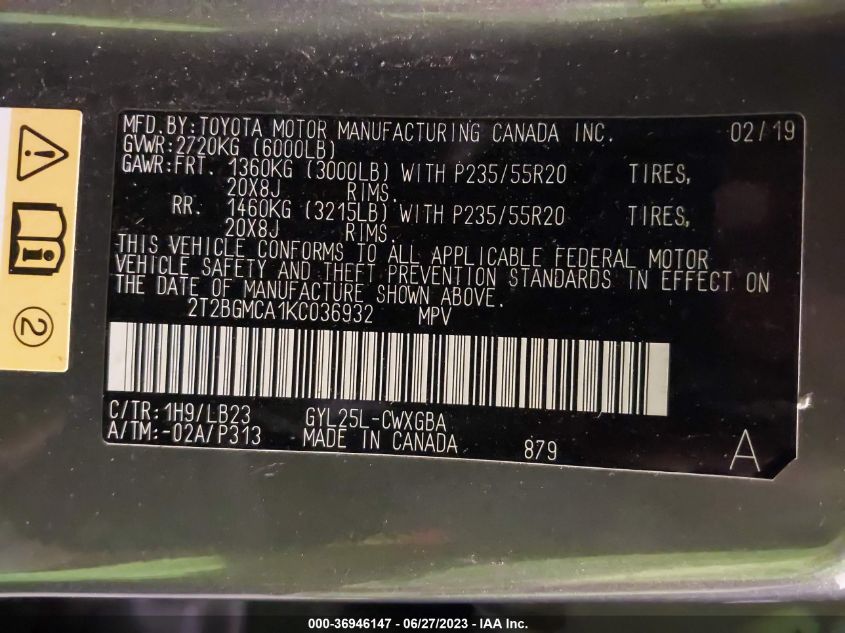 MFD.BY:TOYOTA MOTOR MANUFACTURING CANADA INC. 02/19
GVWR:2720KG (6000LB)
GAWR:FRT. 1360KG (3000LB) WITH P235/55R20 TIRES,
20X8J RIMS.
RR. 1460KG (3215LB) WITH P235/55R20 TIRES,
20X8J RIMS.
THIS VEHICLE CONFORMS TO ALL APPLICABLE FEDERAL MOTOR
VEHICLE SAFETY AND THEFT PREVENTION STANDARDS IN EFFECT ON
THE DATE OF MANUFACTURE SHOWN ABOVE.
2T2BGMCA1KC036932 MPV
C/TR:1H9/LB23 GYL25L-CWXGBA
A/TM:-02A/P313 MADE IN CANADA 879 A
2
000-36946147 - 06/27/2023 - IAA Inc.